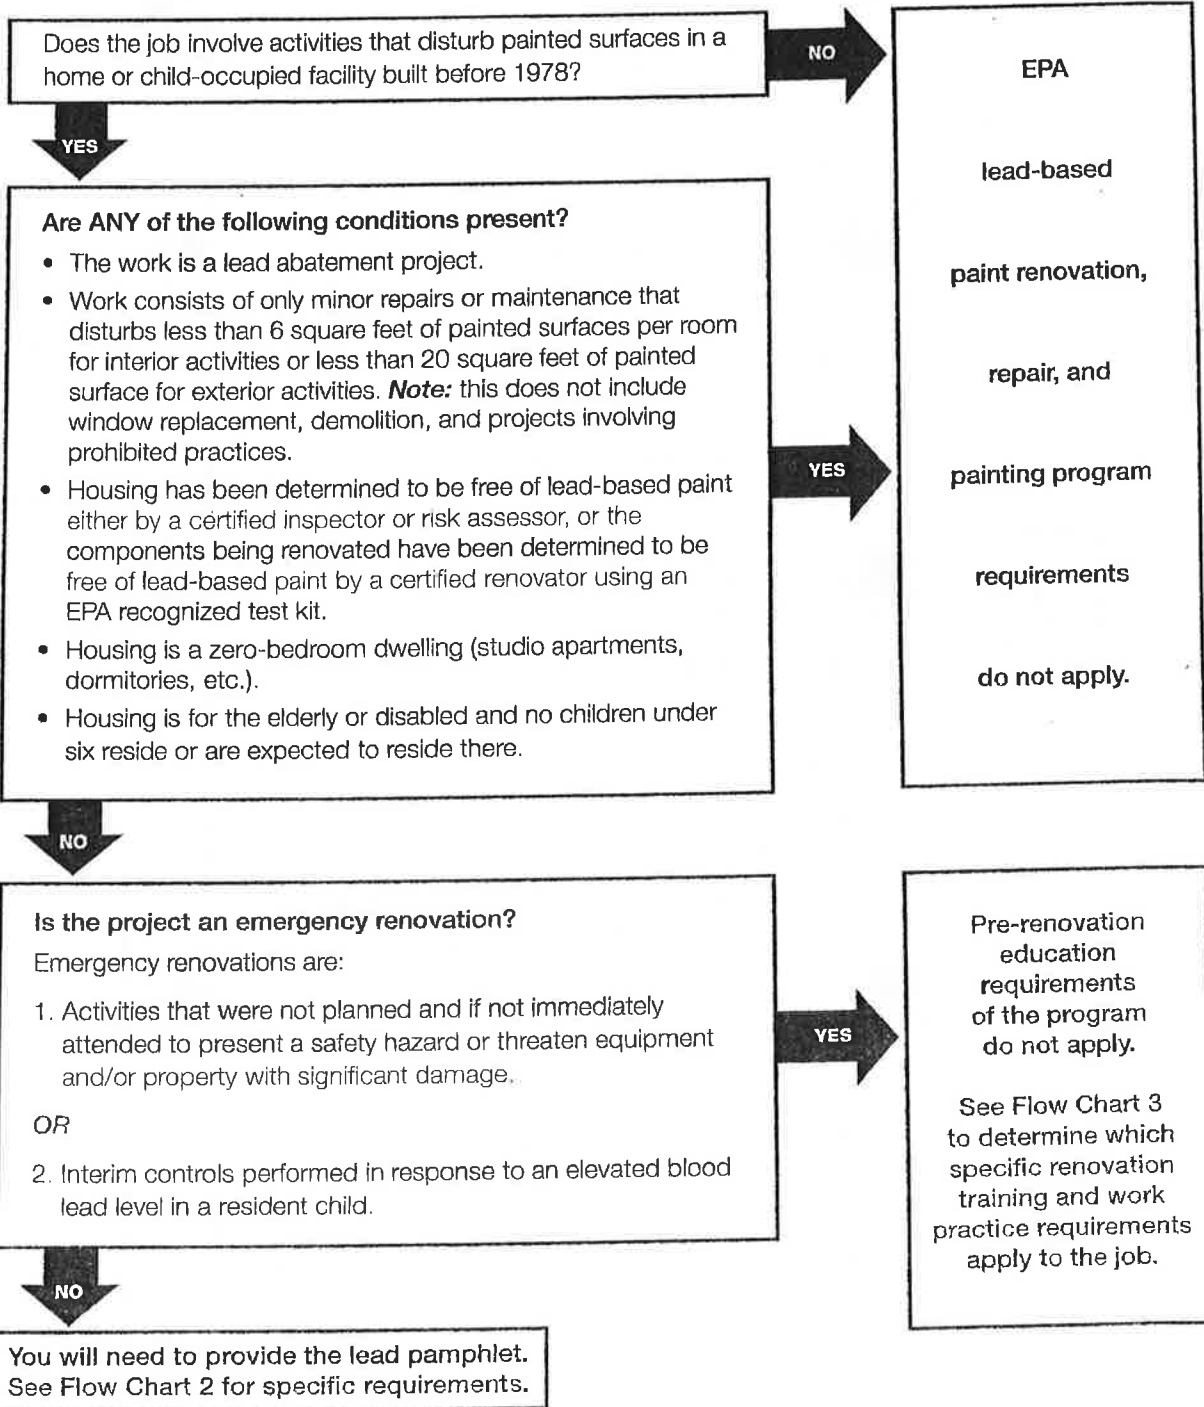 Does the job involve activities that disturb painted surfaces in a
home or child-occupied facility built before 1978?
NO
YES
EPA
lead-based
paint renovation,
repair, and
painting program
requirements
do not apply.
Are ANY of the following conditions present?
• The work is a lead abatement project.
• Work consists of only minor repairs or maintenance that
disturbs less than 6 square feet of painted surfaces per room
for interior activities or less than 20 square feet of painted
surface for exterior activities. Note: this does not include
window replacement, demolition, and projects involving
prohibited practices.
• Housing has been determined to be free of lead-based paint
either by a certified inspector or risk assessor, or the
components being renovated have been determined to be
free of lead-based paint by a certified renovator using an
EPA recognized test kit.
• Housing is a zero-bedroom dwelling (studio apartments,
dormitories, etc.).
• Housing is for the elderly or disabled and no children under
six reside or are expected to reside there.
YES
NO
Is the project an emergency renovation?
Emergency renovations are:
1. Activities that were not planned and if not immediately
attended to present a safety hazard or threaten equipment
and/or property with significant damage.
OR
2. Interim controls performed in response to an elevated blood
lead level in a resident child.
YES
Pre-renovation
education
requirements
of the program
do not apply.
See Flow Chart 3
to determine which
specific renovation
training and work
practice requirements
apply to the job.
NO
You will need to provide the lead pamphlet.
See Flow Chart 2 for specific requirements.